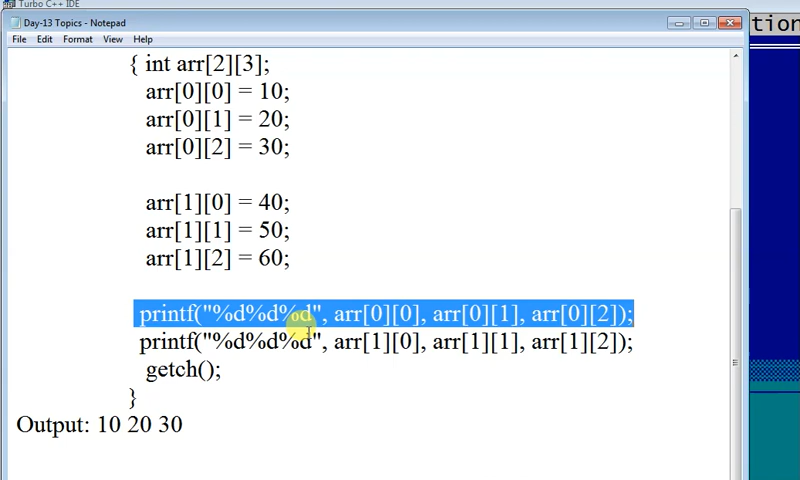 Turbo C++ IDE
Day-13 Topics - Notepad
tion
File Edit Format View Help
{ int arr[2][3];
arr[0][0] = 10;
arr[0][1] = 20;
arr[0][2] = 30;
arr[1][0] = 40;
arr[1][1] = 50;
arr[1][2] = 60;
printf("%d%d%d", arr[0][0], arr[0][1], arr[0][2]);
printf("%d%d%d", arr[1][0], arr[1][1], arr[1][2]);
getch();
}
Output: 10 20 30